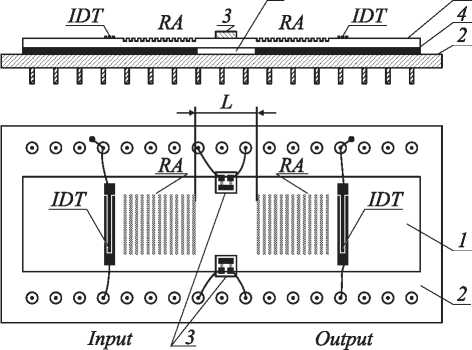 IDT RA 3 RA IDT
4
2
L
RA RA
IDT IDT
1
2
Input 3 Output